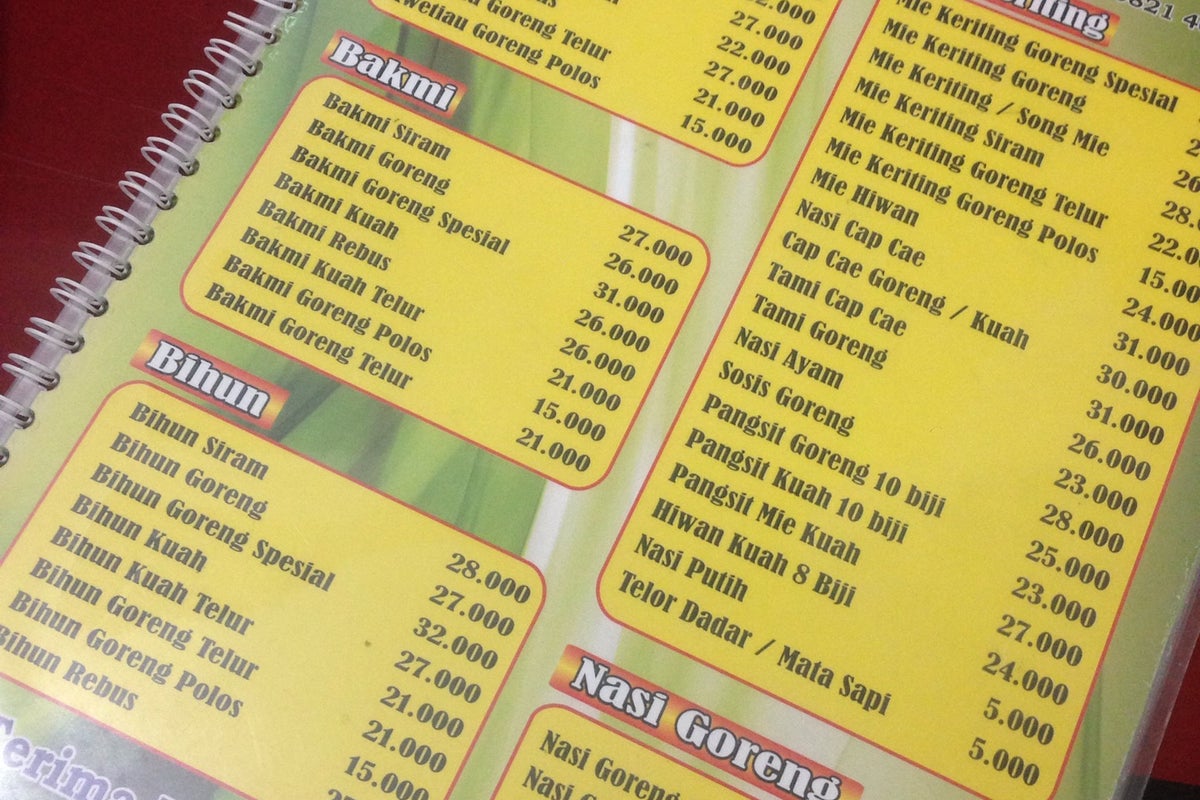 Goreng Telur
Goreng Polos
27.000
22.000
27.000
21.000
15.000
Bakmi
Bakmi Siram 27.000
Bakmi Goreng 26.000
Bakmi Goreng Spesial 31.000
Bakmi Kuah 26.000
Bakmi Rebus 26.000
Bakmi Kuah Telur 21.000
Bakmi Goreng Polos 15.000
Bakmi Goreng Telur 21.000
Bihun
Bihun Siram 28.000
Bihun Goreng 27.000
Bihun Goreng Spesial 32.000
Bihun Kuah 27.000
Bihun Kuah Telur 21.000
Bihun Goreng Telur 21.000
Bihun Goreng Polos 15.000
Bihun Rebus
Mie Keriting Goreng Spesial
Mie Keriting Goreng
Mie Keriting / Song Mie 26
Mie Keriting Siram 28.
Mie Keriting Goreng Telur 22.0
Mie Keriting Goreng Polos 15.00
Mie Hiwan 24.000
Nasi Cap Cae 31.000
Cap Cae Goreng / Kuah 30.000
Tami Cap Cae 31.000
Tami Goreng 26.000
Nasi Ayam 23.000
Sosis Goreng 28.000
Pangsit Goreng 10 biji 25.000
Pangsit Kuah 10 biji 23.000
Pangsit Mie Kuah 27.000
Hiwan Kuah 8 Biji 24.000
Nasi Putih 5.000
Telor Dadar / Mata Sapi 5.000
Nasi Goreng
Nasi Goreng
Nasi Goreng